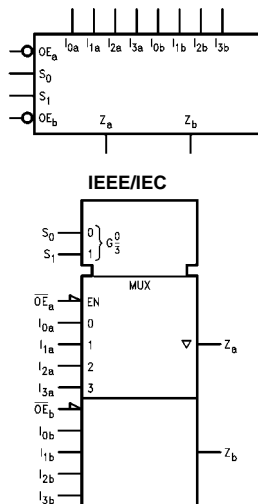 I0a I1a I2a I3a I0b I1b I2b I3b
OEa
S0
S1
OEb Za Zb
IEEE/IEC
S0 0
S1 1 } G 0/3
MUX
O̅E̅a EN
I0a 0
I1a 1 ▽ Za
I2a 2
I3a 3
O̅E̅b
I0b
I1b Zb
I2b
I3b